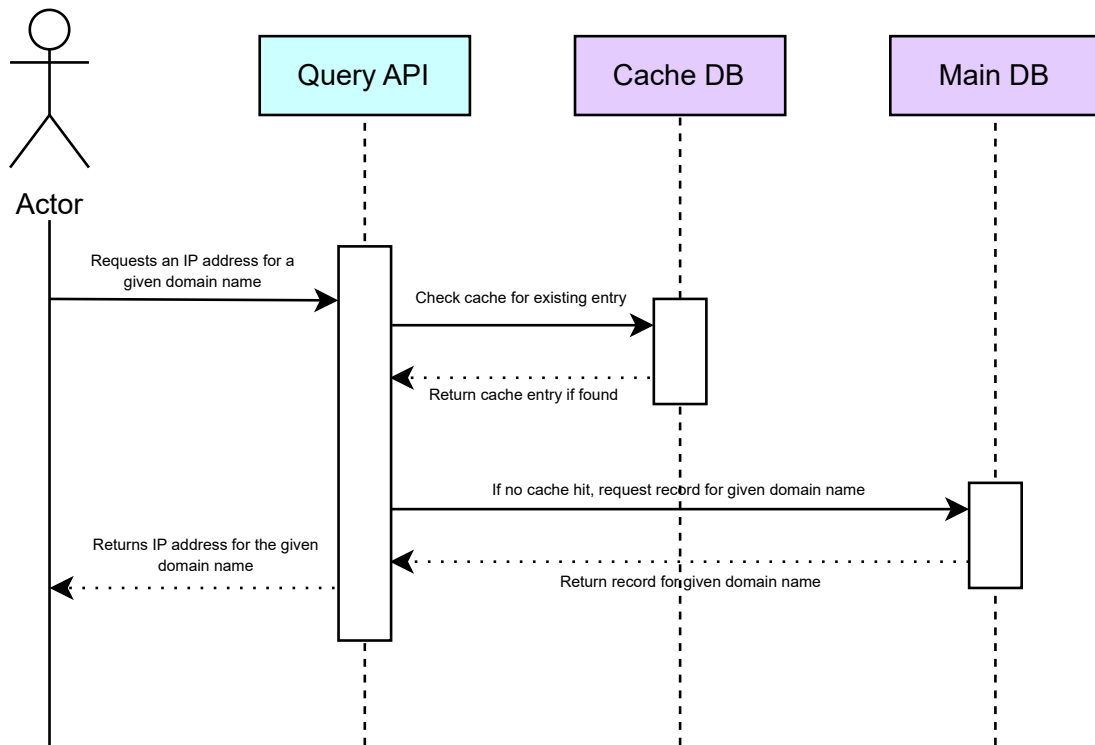 Query API
Cache DB
Main DB
Actor
Requests an IP address for a
given domain name
Check cache for existing entry
Return cache entry if found
If no cache hit, request record for given domain name
Returns IP address for the given
domain name
Return record for given domain name